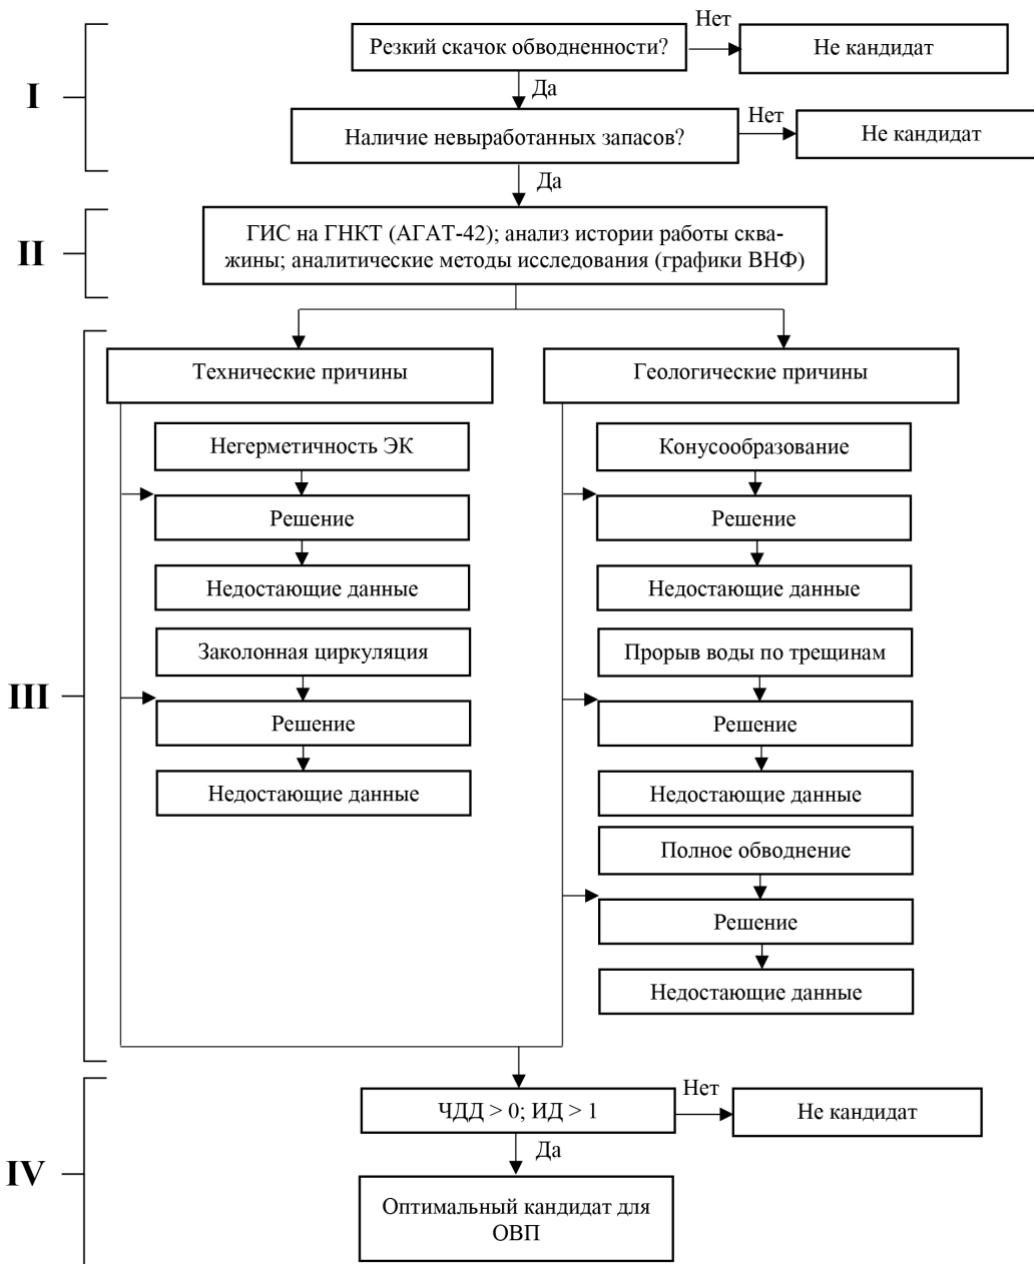 I
Резкий скачок обводненности?
Нет
Не кандидат
Да
Наличие невыработанных запасов?
Нет
Не кандидат
Да
II
ГИС на ГНКТ (АГАТ-42); анализ истории работы сква-
жины; аналитические методы исследования (графики ВНФ)
III
Технические причины
Негерметичность ЭК
Решение
Недостающие данные
Заколонная циркуляция
Решение
Недостающие данные
Геологические причины
Конусообразование
Решение
Недостающие данные
Прорыв воды по трещинам
Решение
Недостающие данные
Полное обводнение
Решение
Недостающие данные
IV
ЧДД > 0; ИД > 1
Нет
Не кандидат
Да
Оптимальный кандидат для
ОВП